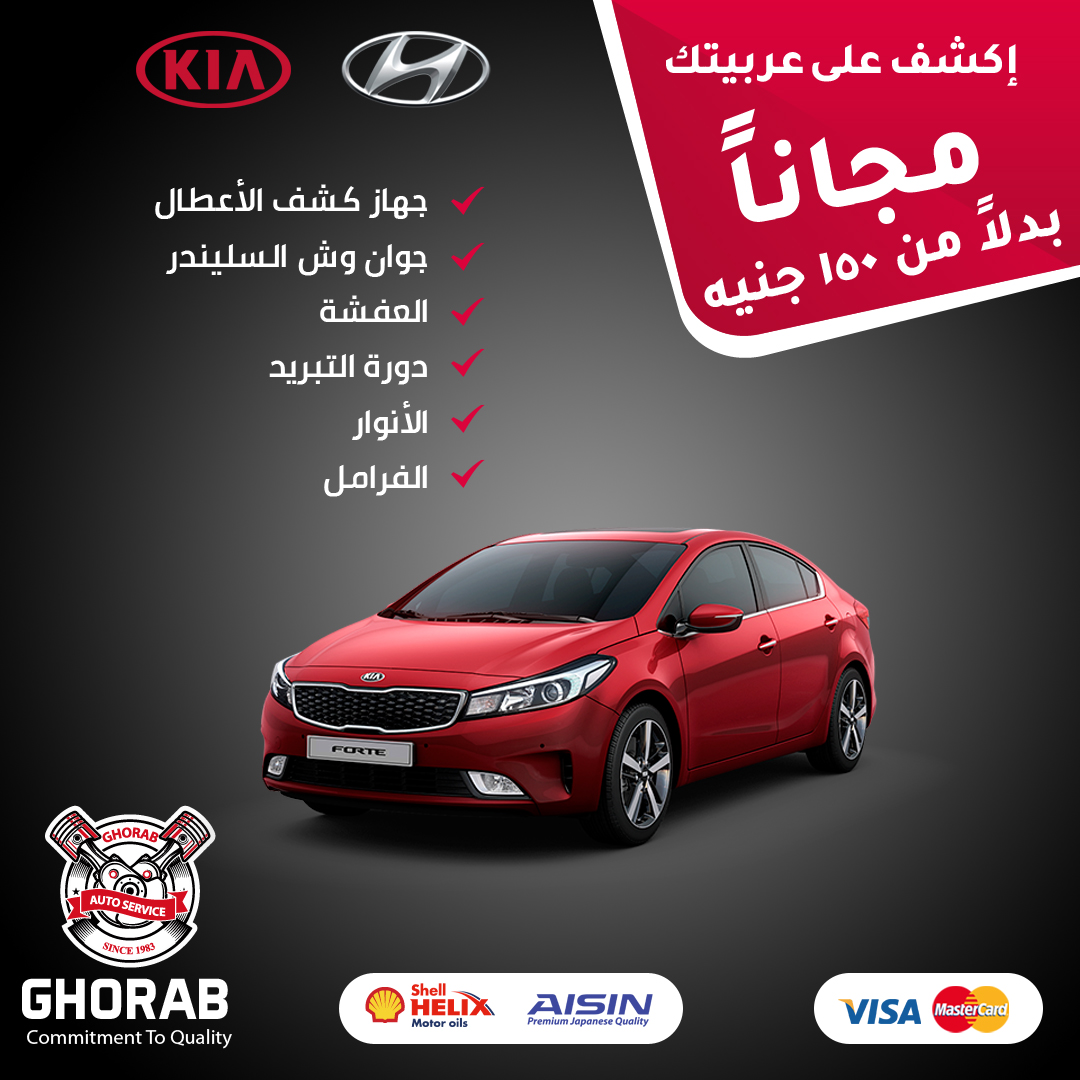 KIA
إكشف على عربيتك
مجاناً
بدلاً من ١٥٠ جنيه
جهاز كشف الأعطال
جوان وش السليندر
العفشة
دورة التبريد
الأنوار
الفرامل
KIA
FORTE
GHORAB
AUTO SERVICE
SINCE 1983
GHORAB
Commitment To Quality
Shell
HELIX
Motor oils
AISIN
Premium Japanese Quality
VISA
MasterCard